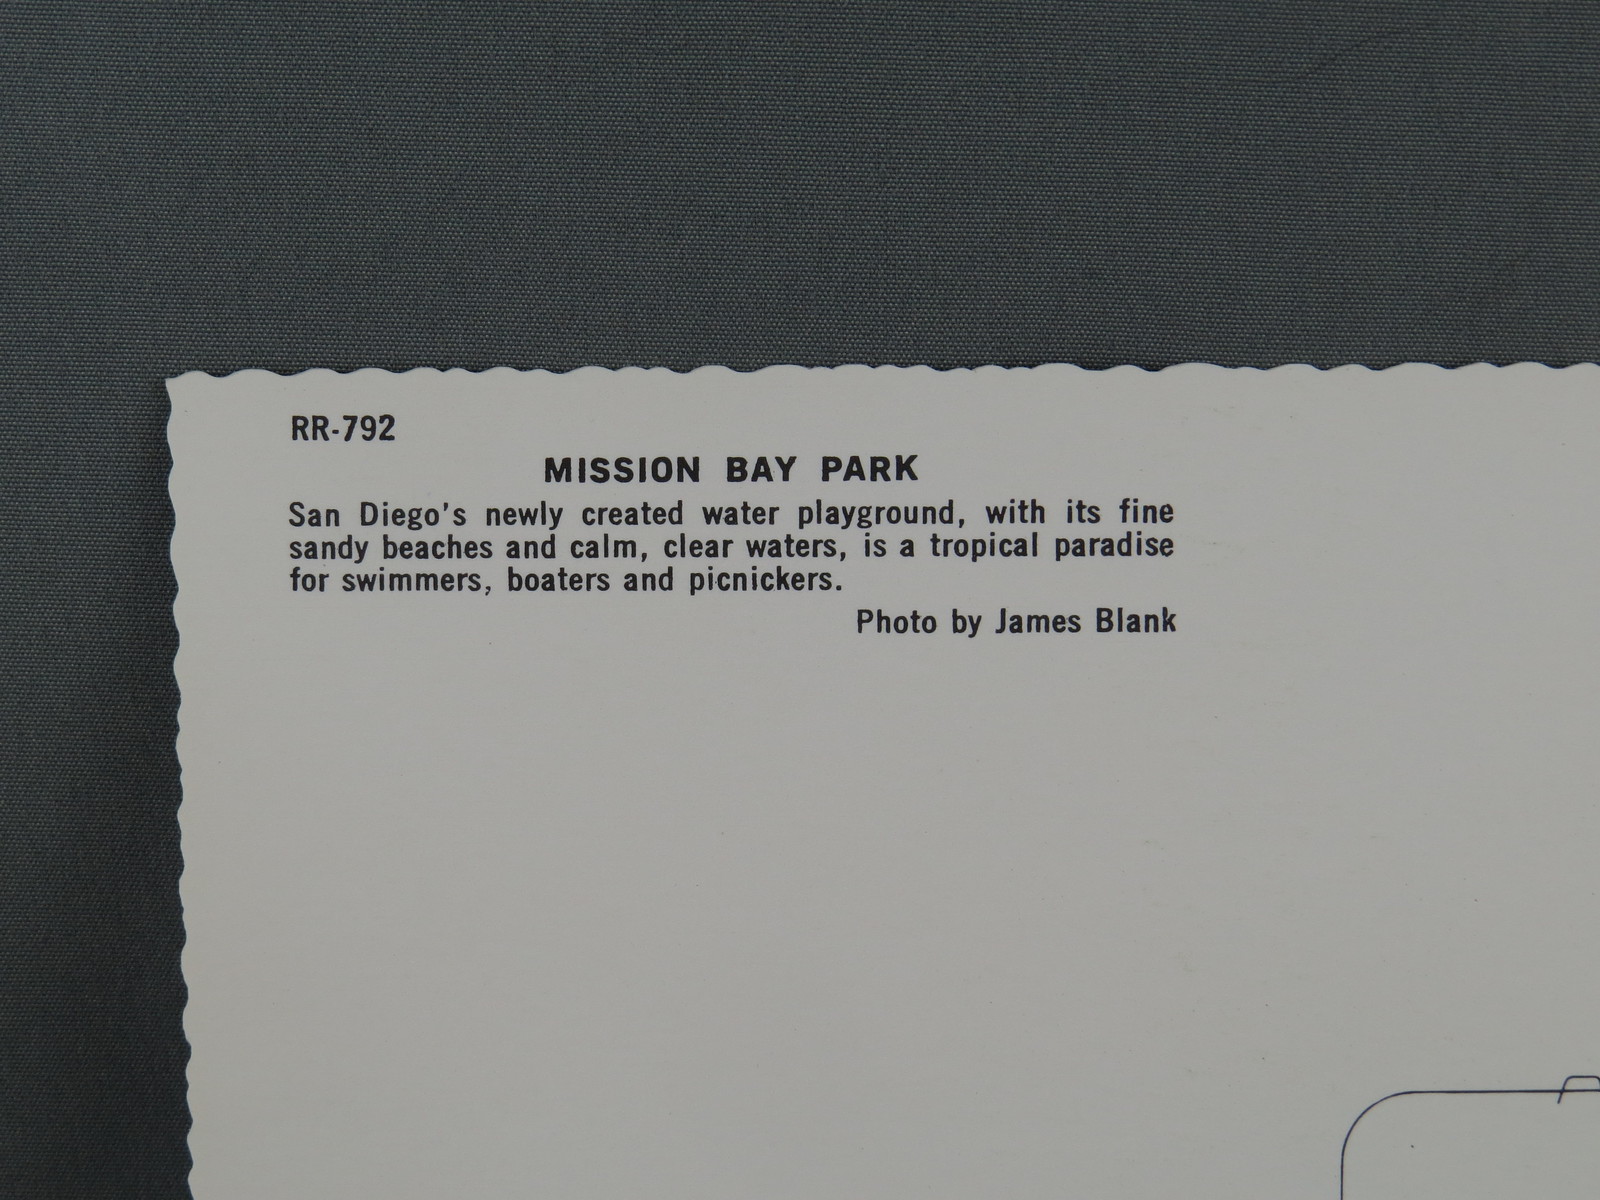 RR-792
MISSION BAY PARK
San Diego's newly created water playground, with its fine
sandy beaches and calm, clear waters, is a tropical paradise
for swimmers, boaters and picnickers.
Photo by James Blank